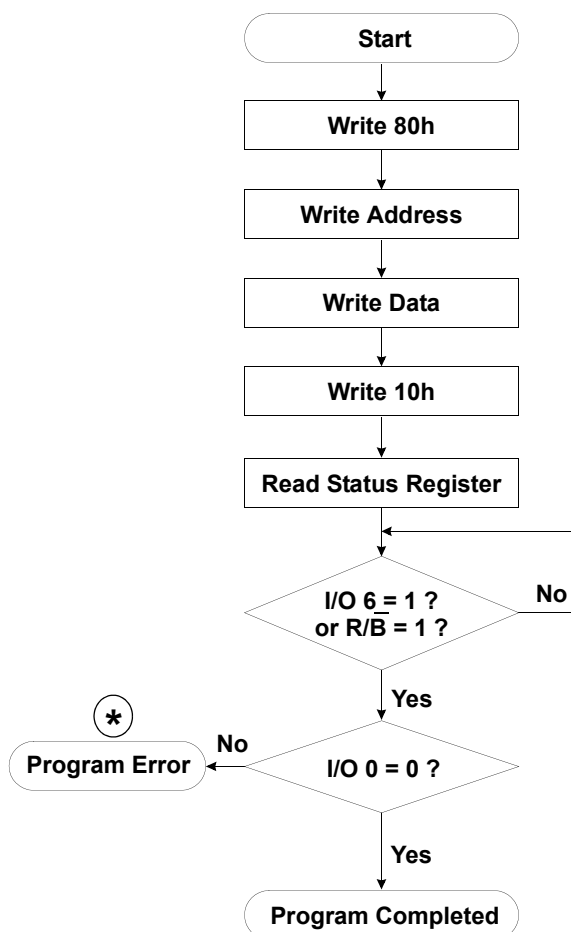 Start
Write 80h
Write Address
Write Data
Write 10h
Read Status Register
I/O 6 = 1 ?
or R/B̅ = 1 ?
No
Yes
*
No
Program Error
I/O 0 = 0 ?
Yes
Program Completed